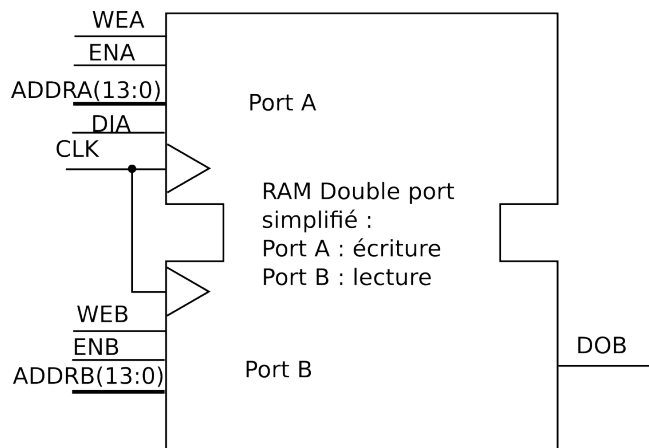 WEA
ENA
ADDRA(13:0)
Port A
DIA
CLK
RAM Double port
simplifié :
Port A : écriture
Port B : lecture
WEB
ENB
DOB
ADDRB(13:0)
Port B